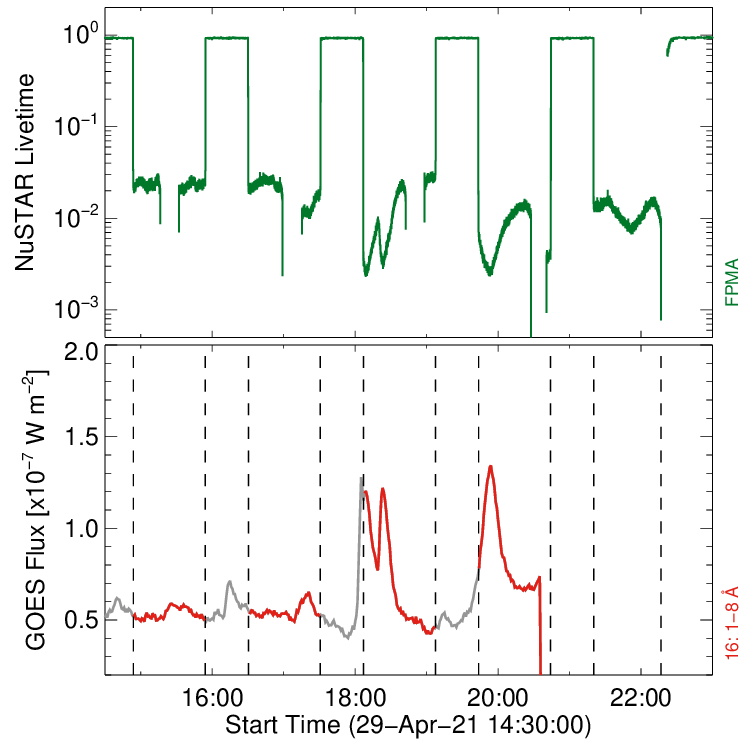 10⁰
10⁻¹
10⁻²
10⁻³
NuSTAR Livetime
FPMA
2.0
1.5
1.0
0.5
GOES Flux [x10⁻⁷ W m⁻²]
16: 1−8 Å
16:00 18:00 20:00 22:00
Start Time (29−Apr−21 14:30:00)